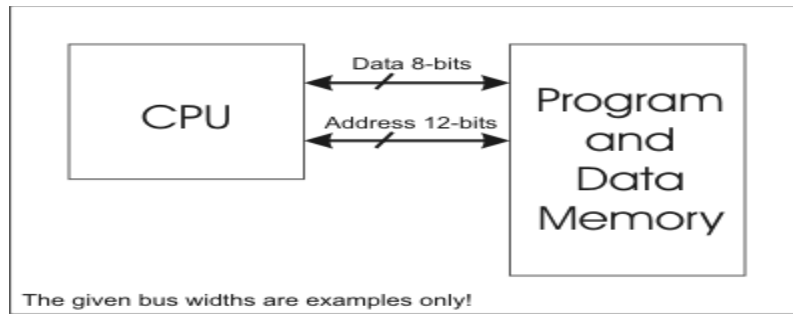 CPU
Data 8-bits
Address 12-bits
Program
and
Data
Memory
The given bus widths are examples only!